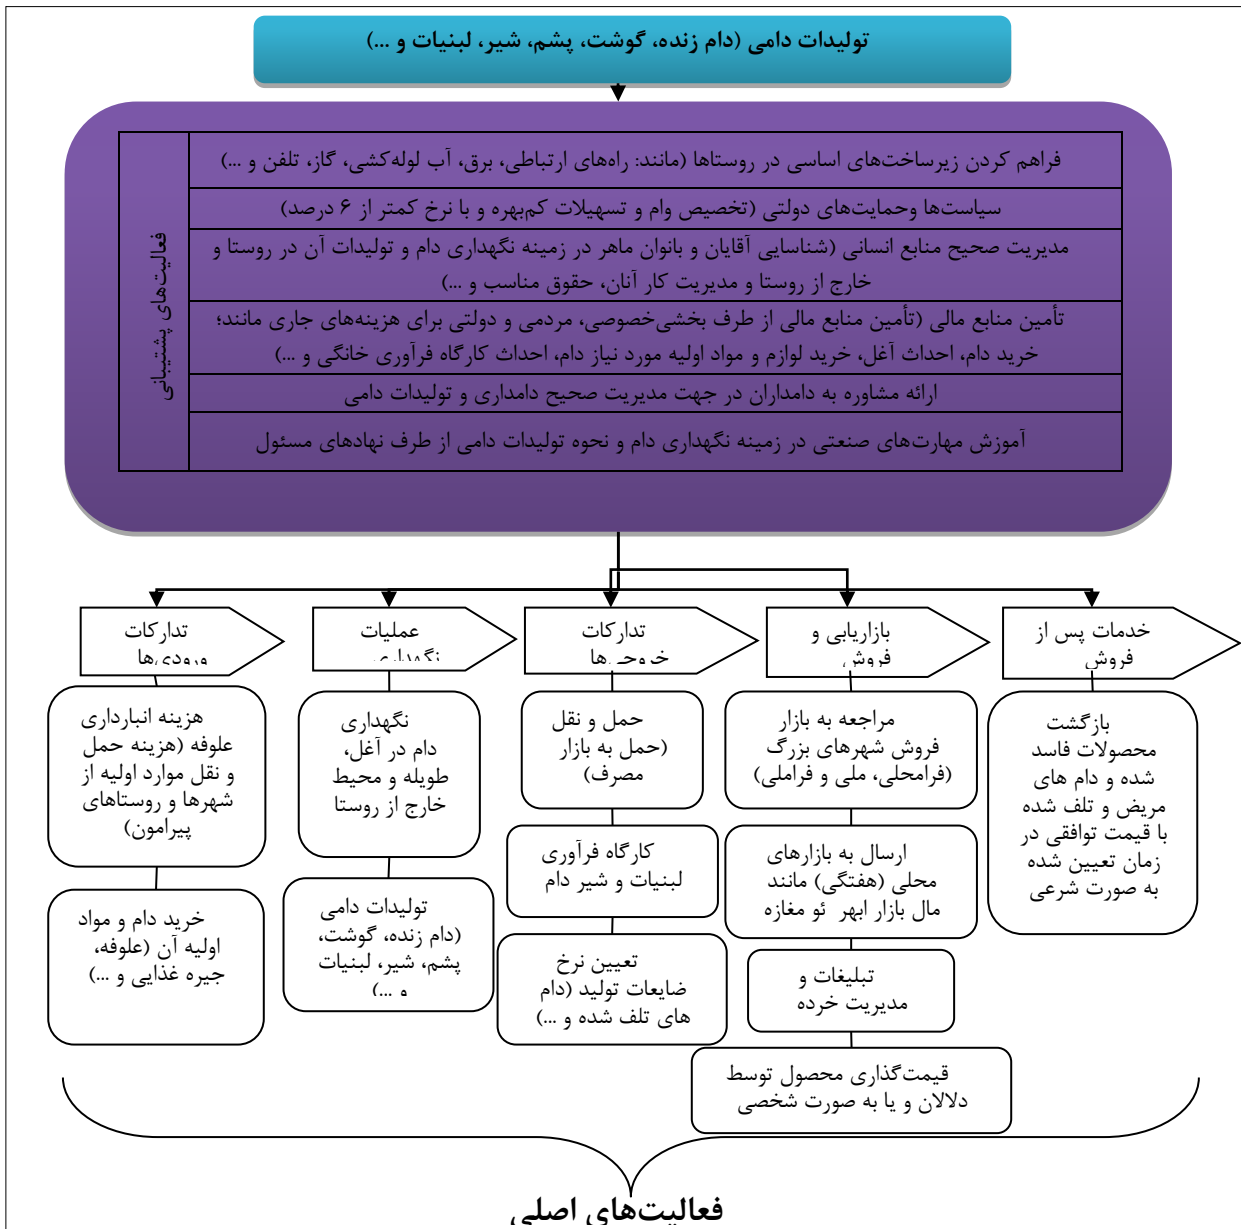 تولیدات دامی (دام زنده، گوشت، پشم، شیر، لبنیات و ...)
فعالیت‌های پشتیبانی
فراهم کردن زیرساخت‌های اساسی در روستاها (مانند: راه‌های ارتباطی، برق، آب لوله‌کشی، گاز، تلفن و ...)
سیاست‌ها وحمایت‌های دولتی (تخصیص وام و تسهیلات کم‌بهره و با نرخ کمتر از ۶ درصد)
مدیریت صحیح منابع انسانی (شناسایی آقایان و بانوان ماهر در زمینه نگهداری دام و تولیدات آن در روستا و
خارج از روستا و مدیریت کار آنان، حقوق مناسب و ...)
تأمین منابع مالی (تأمین منابع مالی از طرف بخشی‌خصوصی، مردمی و دولتی برای هزینه‌های جاری مانند؛
خرید دام، احداث آغل، خرید لوازم و مواد اولیه مورد نیاز دام، احداث کارگاه فرآوری خانگی و ...)
ارائه مشاوره به دامداران در جهت مدیریت صحیح دامداری و تولیدات دامی
آموزش مهارت‌های صنعتی در زمینه نگهداری دام و نحوه تولیدات دامی از طرف نهادهای مسئول
خدمات پس از
فروش
بازگشت
محصولات فاسد
شده و دام های
مریض و تلف شده
با قیمت توافقی در
زمان تعیین شده
به صورت شرعی
بازاریابی و
فروش
مراجعه به بازار
فروش شهرهای بزرگ
(فرامحلی، ملی و فراملی)
ارسال به بازارهای
محلی (هفتگی) مانند
مال بازار ابهر ئو مغازه
تبلیغات و
مدیریت خرده
قیمت‌گذاری محصول توسط
دلالان و یا به صورت شخصی
تدارکات
خروجی‌ها
حمل و نقل
(حمل به بازار
مصرف)
کارگاه فرآوری
لبنیات و شیر دام
تعیین نرخ
ضایعات تولید (دام
های تلف شده و ...)
عملیات
نگهداری
نگهداری
دام در آغل،
طویله و محیط
خارج از روستا
تولیدات دامی
(دام زنده، گوشت،
پشم، شیر، لبنیات
و ...)
تدارکات
ورودی‌ها
هزینه انبارداری
علوفه (هزینه حمل
و نقل موارد اولیه از
شهرها و روستاهای
پیرامون)
خرید دام و مواد
اولیه آن (علوفه،
جیره غذایی و ...)
فعالیت‌های اصلی